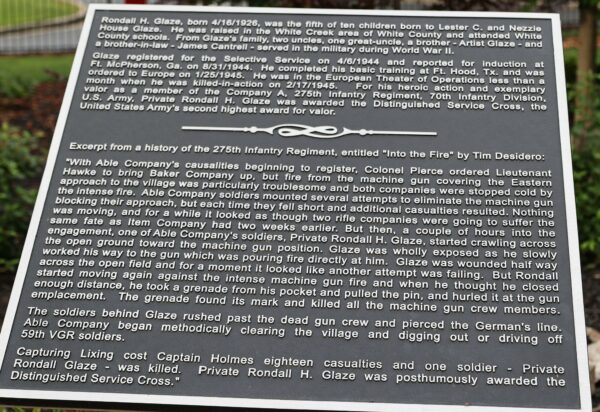 Rondall H. Glaze, born 4/16/1926, was the fifth of ten children born to Lester C. and Nezzie
House Glaze. He was raised in the White Creek area of White County and attended White
County schools. From Glaze's family, two uncles, one great-uncle, a brother - Artist Glaze - and
a brother-in-law - James Cantrell - served in the military during World War II.
Glaze registered for the Selective Service on 4/6/1944 and reported for induction at
Ft. McPherson, Ga. on 8/31/1944. He completed his basic training at Ft. Hood, Tx. and was
ordered to Europe on 1/25/1945. He was in the European Theater of Operations less than a
month when he was killed-in-action on 2/17/1945. For his heroic action and exemplary
valor as a member of the Company A, 275th Infantry Regiment, 70th Infantry Division,
U.S. Army, Private Rondall H. Glaze was awarded the Distinguished Service Cross, the
United States Army's second highest award for valor.
Excerpt from a history of the 275th Infantry Regiment, entitled "Into the Fire" by Tim Desidero:
"With Able Company's causalities beginning to register, Colonel Pierce ordered Lieutenant
Hawke to bring Baker Company up, but fire from the machine gun covering the Eastern
approach to the village was particularly troublesome and both companies were stopped cold by
the intense fire. Able Company soldiers mounted several attempts to eliminate the machine gun
blocking their approach, but each time they fell short and additional casualties resulted. Nothing
was moving, and for a while it looked as though two rifle companies were going to suffer the
same fate as Item Company had two weeks earlier. But then, a couple of hours into the
engagement, one of Able Company's soldiers, Private Rondall H. Glaze, started crawling across
the open ground toward the machine gun position. Glaze was wholly exposed as he slowly
worked his way to the gun which was pouring fire directly at him. Glaze was wounded half way
across the open field and for a moment it looked like another attempt was failing. But Rondall
started moving again against the intense machine gun fire and when he thought he closed
enough distance, he took a grenade from his pocket and pulled the pin, and hurled it at the gun
emplacement. The grenade found its mark and killed all the machine gun crew members.
The soldiers behind Glaze rushed past the dead gun crew and pierced the German's line.
Able Company began methodically clearing the village and digging out or driving off
59th VGR soldiers.
Capturing Lixing cost Captain Holmes eighteen casualties and one soldier - Private
Rondall Glaze - was killed. Private Rondall H. Glaze was posthumously awarded the
Distinguished Service Cross."